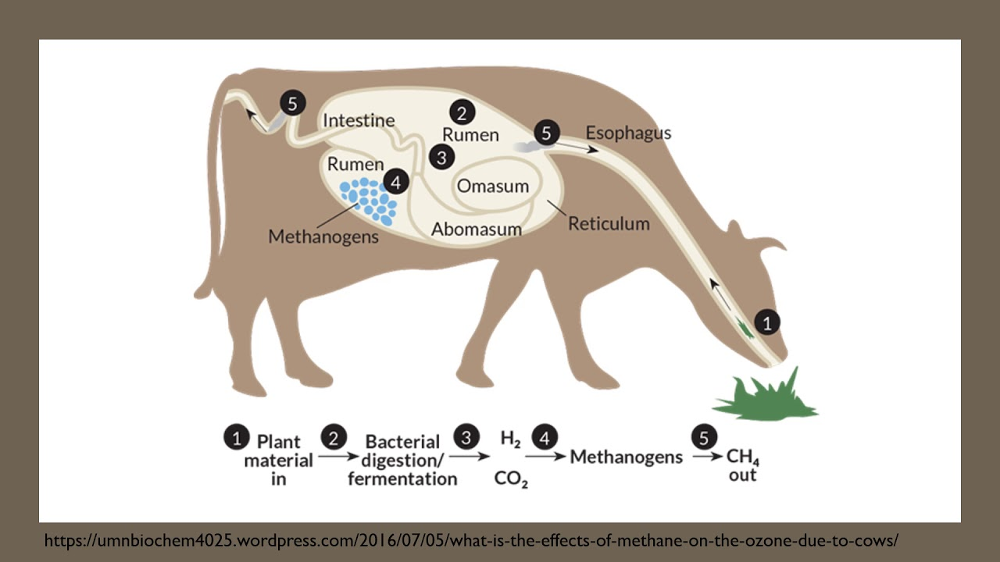 5
2
Intestine
Rumen
5
Esophagus
3
Rumen
4
Omasum
Methanogens
Abomasum
Reticulum
1
1 Plant material in
2 Bacterial digestion/ fermentation
3 H₂ CO₂
4 Methanogens
5 CH₄ out
https://umnbiochem4025.wordpress.com/2016/07/05/what-is-the-effects-of-methane-on-the-ozone-due-to-cows/